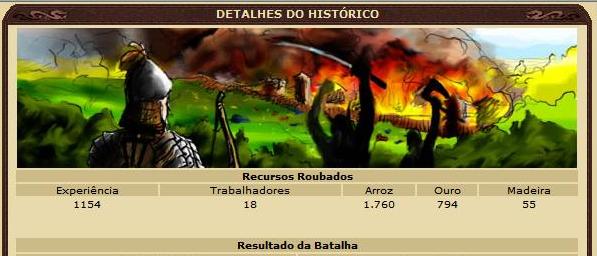 DETALHES DO HISTÓRICO
Recursos Roubados
Experiência Trabalhadores Arroz Ouro Madeira
1154 18 1.760 794 55
Resultado da Batalha